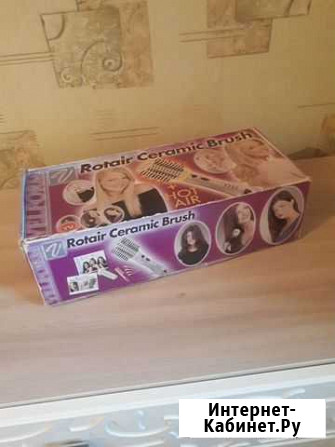 Rotair Ceramic Brush
HOT
AIR
Rotair Ceramic Brush
Интернет-
Кабинет.Ру